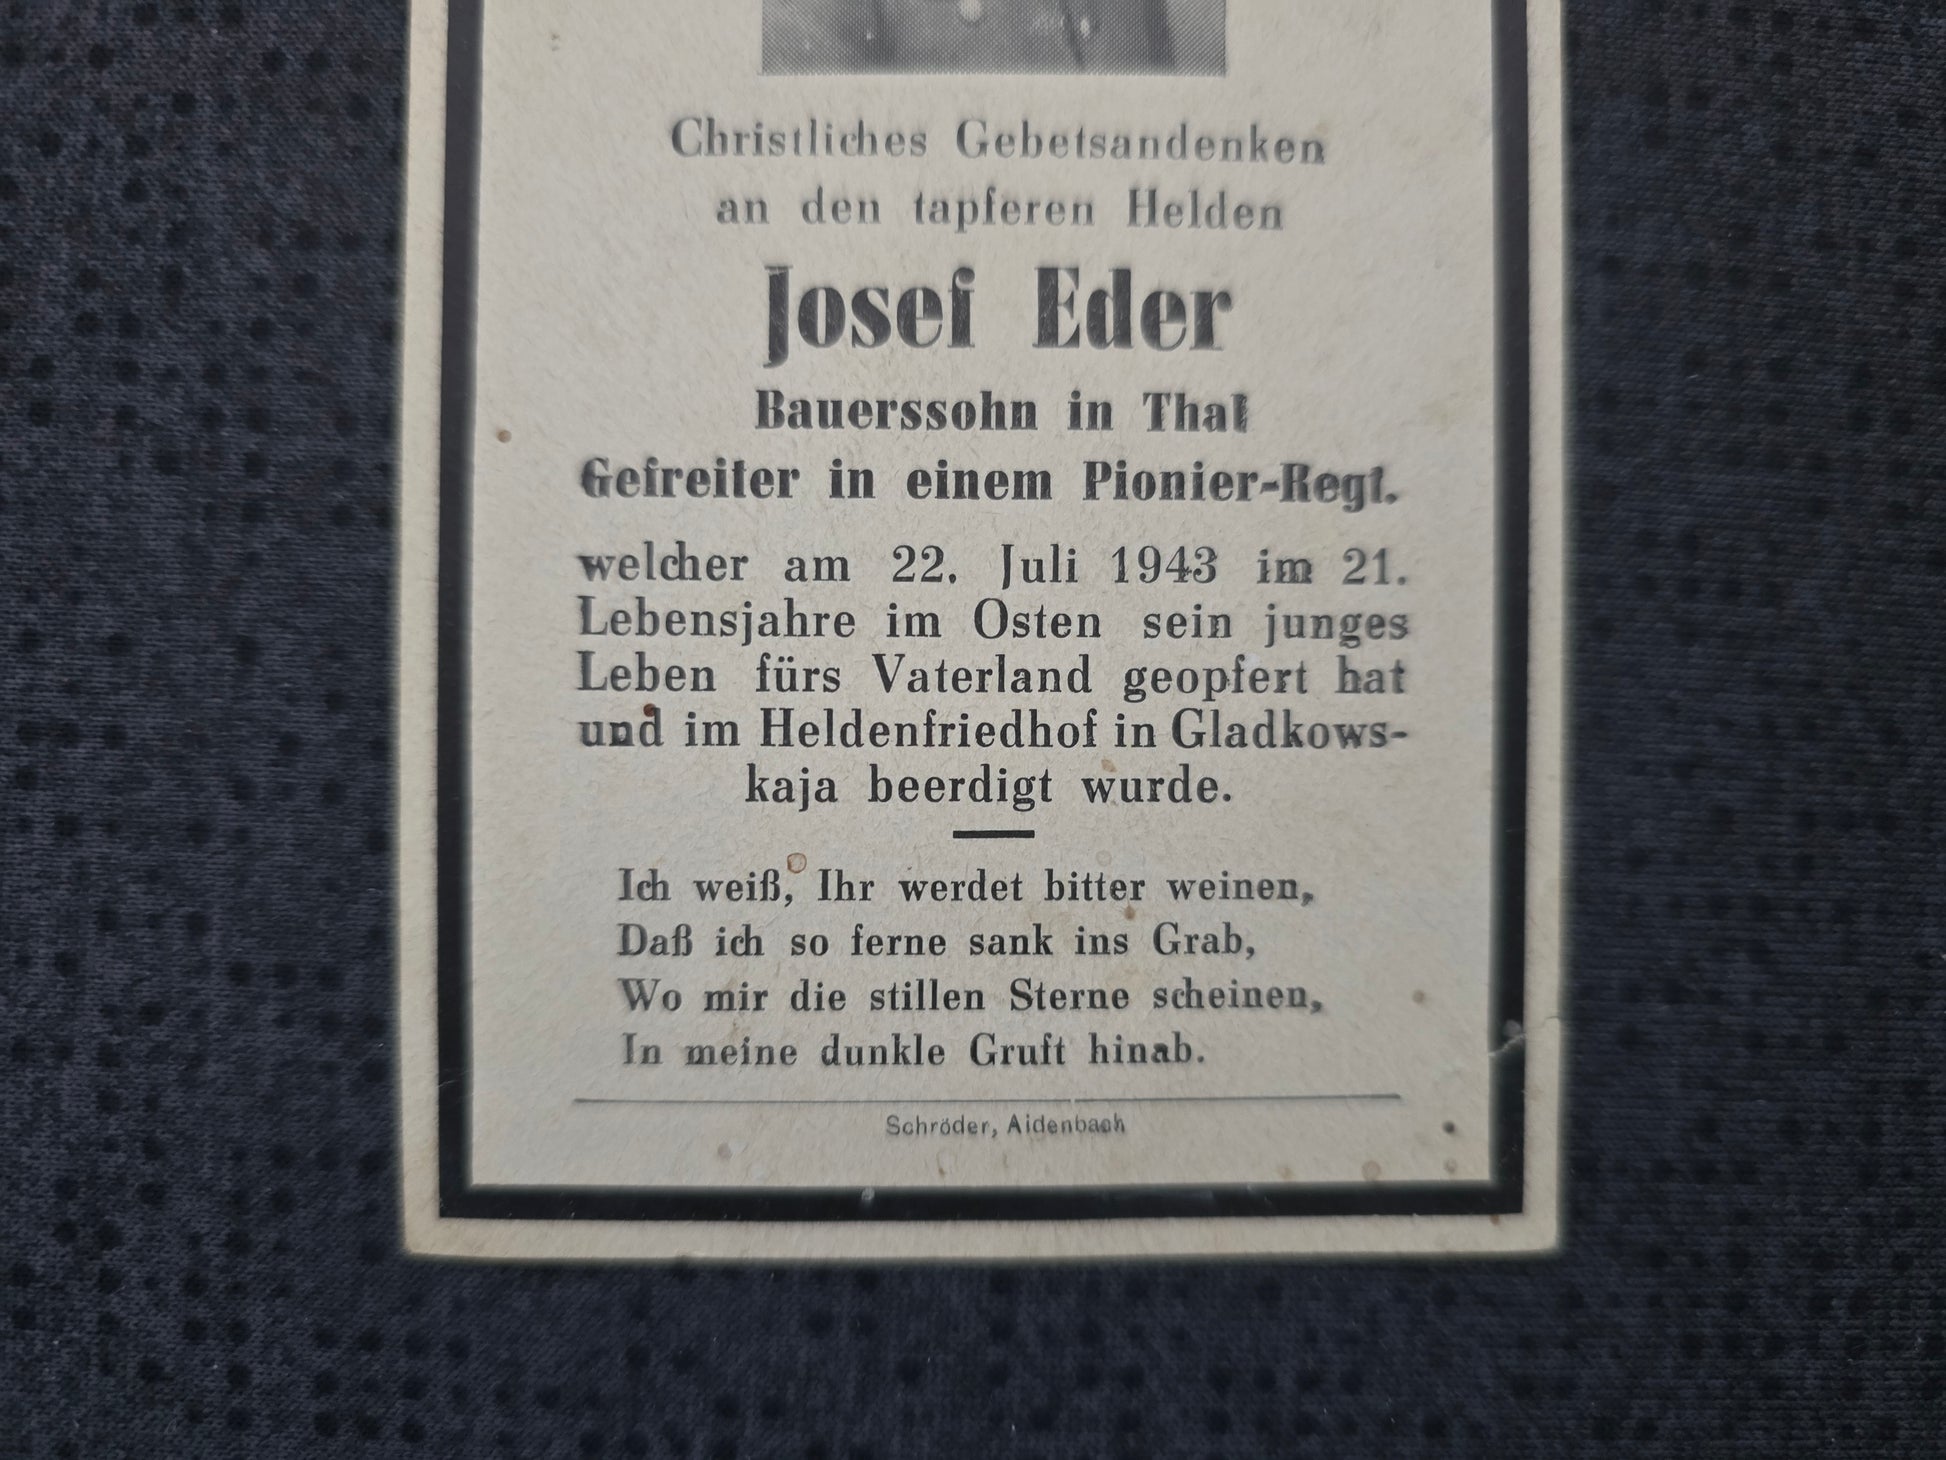 Christliches Gebetsandenken
an den tapferen Helden
Josef Eder
Bauerssohn in Thal
Gefreiter in einem Pionier-Regt.
welcher am 22. Juli 1943 im 21.
Lebensjahre im Osten sein junges
Leben fürs Vaterland geopfert hat
und im Heldenfriedhof in Gladkows-
kaja beerdigt wurde.
Ich weiß, Ihr werdet bitter weinen,
Daß ich so ferne sank ins Grab,
Wo mir die stillen Sterne scheinen,
In meine dunkle Gruft hinab.
Schröder, Aidenbach